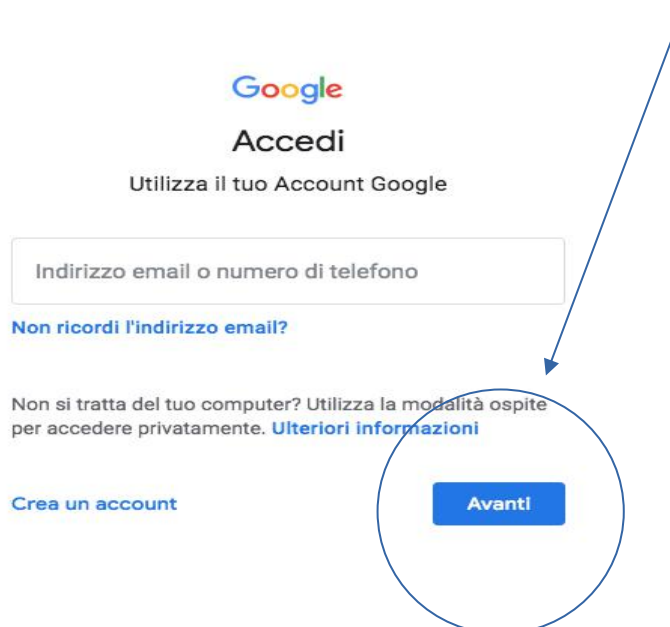 Google
Accedi
Utilizza il tuo Account Google
Indirizzo email o numero di telefono
Non ricordi l'indirizzo email?
Non si tratta del tuo computer? Utilizza la modalità ospite
per accedere privatamente. Ulteriori informazioni
Crea un account
Avanti